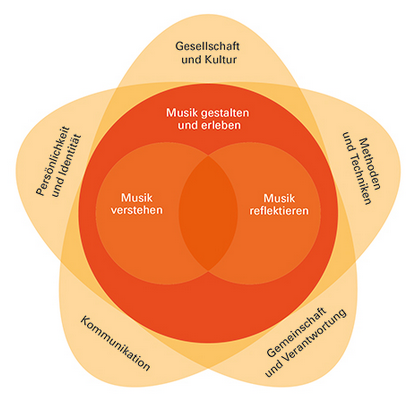 Gesellschaft
und Kultur
Persönlichkeit
und Identität
Musik gestalten
und erleben
Methoden
und Techniken
Musik
verstehen
Musik
reflektieren
Kommunikation
Gemeinschaft
und Verantwortung